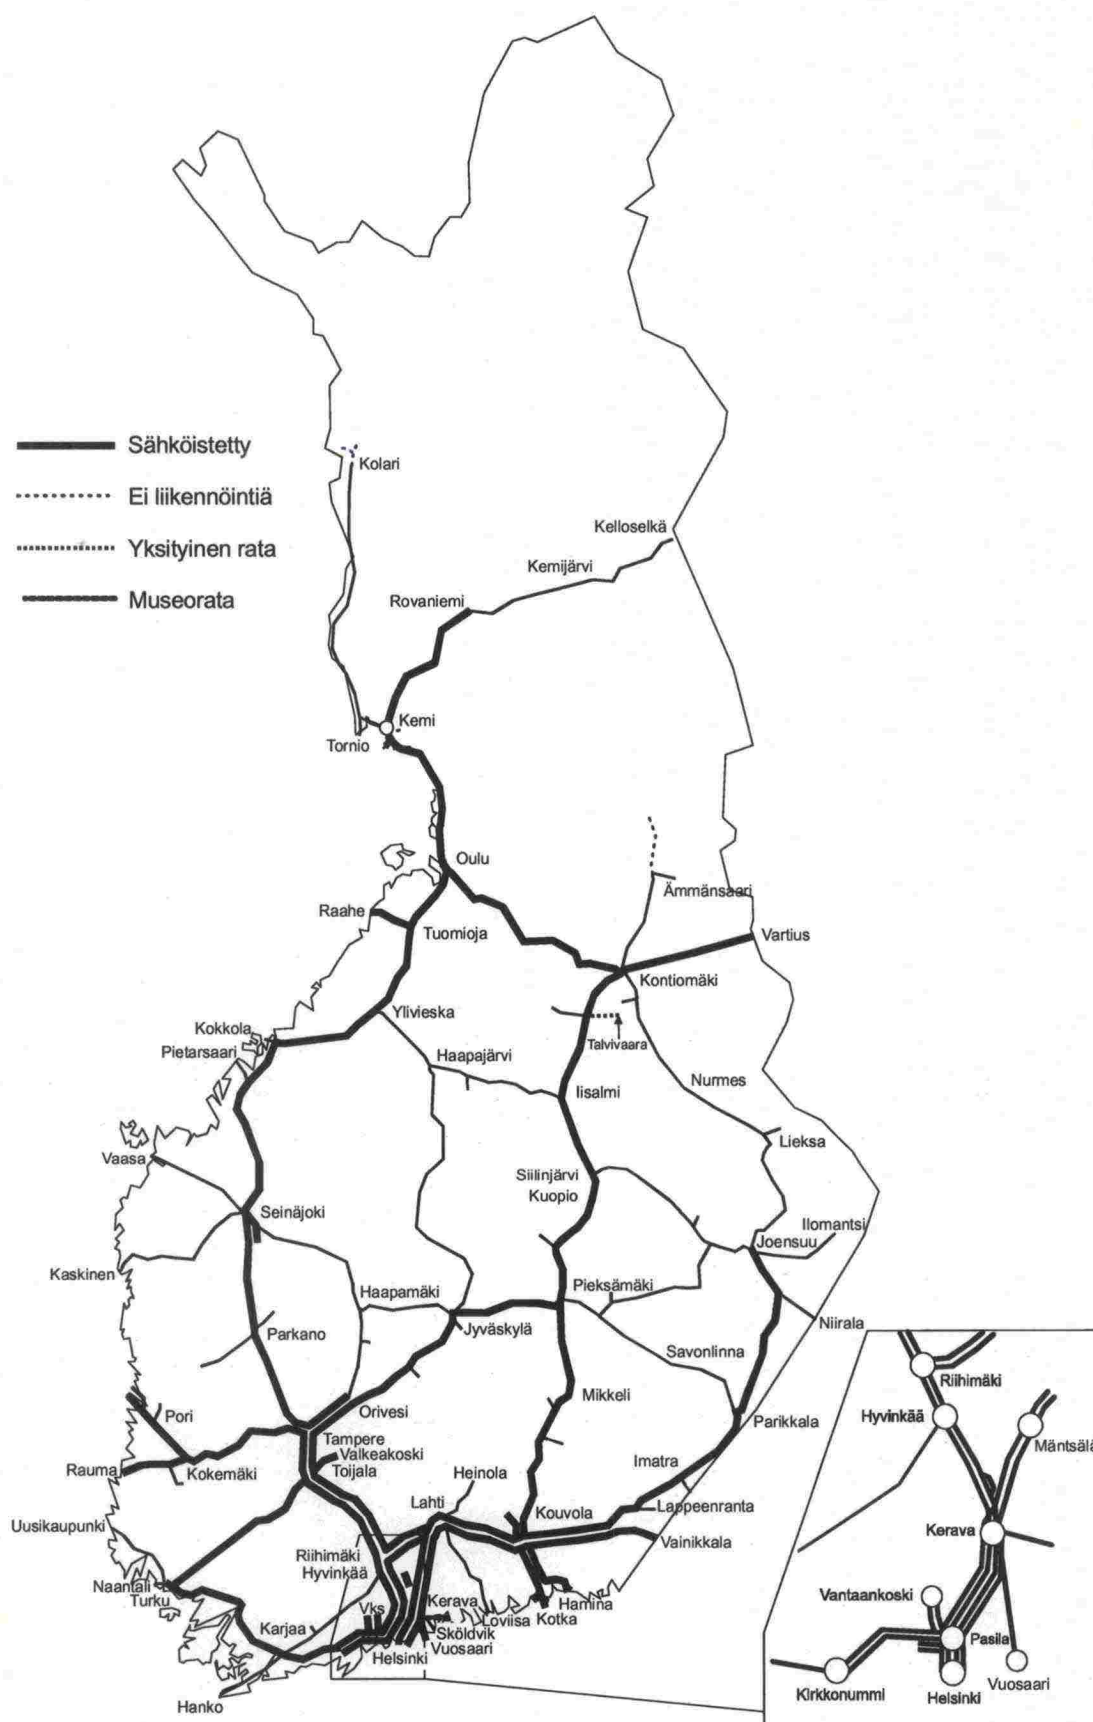 Sähköistetty
Ei liikennöintiä
Yksityinen rata
Museorata
Kolari
Kelloselkä
Kemijärvi
Rovaniemi
Kemi
Tornio
Oulu
Ämmänsaari
Raahe
Tuomioja
Vartius
Kontiomäki
Ylivieska
Kokkola
Pietarsaari
Talvivaara
Haapajärvi
Nurmes
Iisalmi
Lieksa
Vaasa
Siilinjärvi
Kuopio
Seinäjoki
Ilomantsi
Joensuu
Kaskinen
Haapamäki
Pieksämäki
Niirala
Parkano
Jyväskylä
Savonlinna
Mikkeli
Orivesi
Pori
Parikkala
Tampere
Valkeakoski
Toijala
Rauma
Kokemäki
Heinola
Imatra
Lahti
Lappeenranta
Kouvola
Uusikaupunki
Vainikkala
Riihimäki
Hyvinkää
Naantali
Turku
Kerava
Hamina
Vks
Loviisa
Kotka
Karjaa
Sköldvik
Vuosaari
Helsinki
Hanko
Riihimäki
Hyvinkää
Mäntsälä
Kerava
Vantaankoski
Pasila
Vuosaari
Kirkkonummi
Helsinki